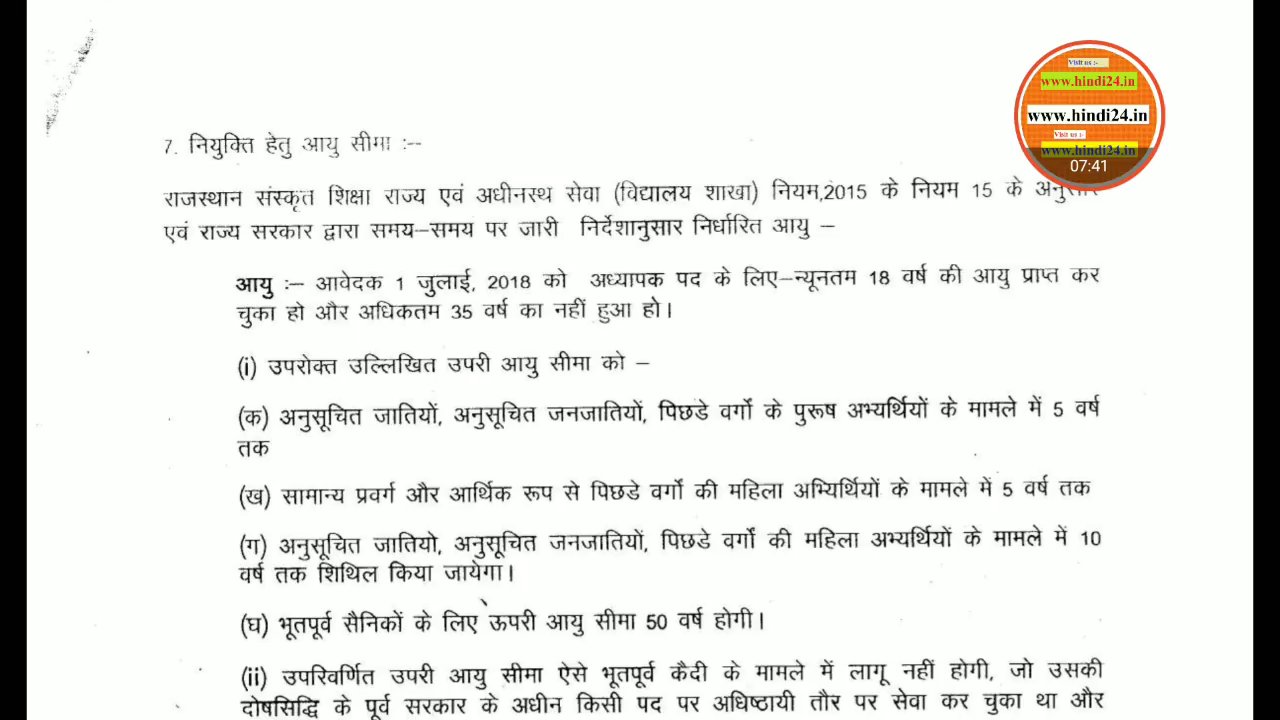 Visit us :-
www.hindi24.in
www.hindi24.in
Visit us :-
www.hindi24.in
07:41
7. नियुक्ति हेतु आयु सीमा :--
राजस्थान संस्कृत शिक्षा राज्य एवं अधीनस्थ सेवा (विद्यालय शाखा) नियम,2015 के नियम 15 के अनुसार
एवं राज्य सरकार द्वारा समय–समय पर जारी निर्देशानुसार निर्धारित आयु –
आयु :– आवेदक 1 जुलाई, 2018 को अध्यापक पद के लिए–न्यूनतम 18 वर्ष की आयु प्राप्त कर
चुका हो और अधिकतम 35 वर्ष का नहीं हुआ हो।
(i) उपरोक्त उल्लिखित उपरी आयु सीमा को –
(क) अनुसूचित जातियों, अनुसूचित जनजातियों, पिछडे वर्गों के पुरूष अभ्यर्थियों के मामले में 5 वर्ष
तक
(ख) सामान्य प्रवर्ग और आर्थिक रूप से पिछडे वर्गों की महिला अभ्यिर्थियों के मामले में 5 वर्ष तक
(ग) अनुसूचित जातियो, अनुसूचित जनजातियों, पिछडे वर्गों की महिला अभ्यर्थियों के मामले में 10
वर्ष तक शिथिल किया जायेगा।
(घ) भूतपूर्व सैनिकों के लिए ऊपरी आयु सीमा 50 वर्ष होगी।
(ii) उपरिवर्णित उपरी आयु सीमा ऐसे भूतपूर्व कैदी के मामले में लागू नहीं होगी, जो उसकी
दोषसिद्धि के पूर्व सरकार के अधीन किसी पद पर अधिष्ठायी तौर पर सेवा कर चुका था और